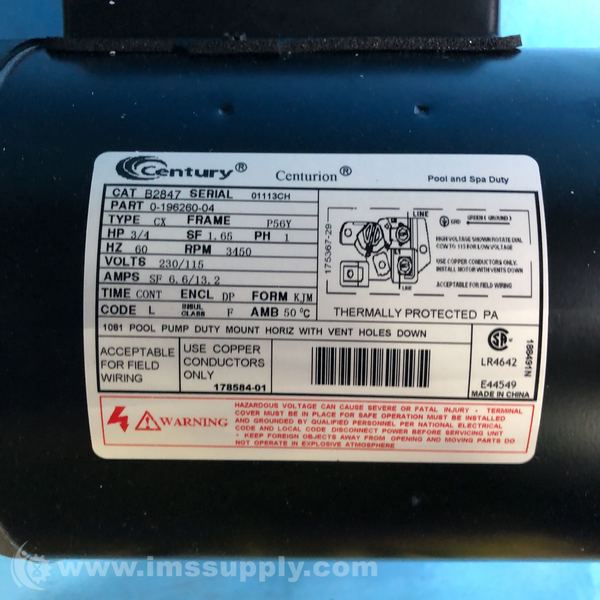 Century® Centurion® Pool and Spa Duty
CAT B2847 SERIAL 01113CH
PART 0-196260-04
TYPE CX FRAME P56Y
HP 3/4 SF 1.65 PH 1
HZ 60 RPM 3450
VOLTS 230/115
AMPS SF 6.6/13.2
TIME CONT ENCL DP FORM KJM
CODE L INSUL CLASS F AMB 50°C
175367-29
LINE
LINE
GRD GREEN ( GROUND )
HIGH VOLTAGE SHOWN ROTATE DIAL
CCW TO 115 FOR LOW VOLTAGE
USE COPPER CONDUCTORS ONLY.
INSTALL MOTOR WITH VENTS DOWN
ACCEPTABLE FOR FIELD WIRING
THERMALLY PROTECTED PA
1081 POOL PUMP DUTY MOUNT HORIZ WITH VENT HOLES DOWN
ACCEPTABLE
FOR FIELD
WIRING
USE COPPER
CONDUCTORS
ONLY
178584-01
LR4642
E44549
MADE IN CHINA
188491N
WARNING
HAZARDOUS VOLTAGE CAN CAUSE SEVERE OR FATAL INJURY - TERMINAL
COVER MUST BE IN PLACE FOR SAFE OPERATION MUST BE INSTALLED
AND GROUNDED BY QUALIFIED PERSONNEL PER NATIONAL ELECTRICAL
CODE AND LOCAL CODE DISCONNECT POWER BEFORE SERVICING UNIT
- KEEP FOREIGN OBJECTS AWAY FROM OPENING AND MOVING PARTS DO
NOT OPERATE IN EXPLOSIVE ATMOSPHERE
© www.imssupply.com/